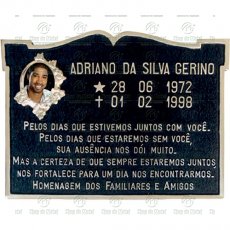 ADRIANO DA SILVA GERINO
★ 28 06 1972
✝ 01 02 1998
PELOS DIAS QUE ESTIVEMOS JUNTOS COM VOCÊ.
PELOS DIAS QUE ESTAREMOS SEM VOCÊ,
SUA AUSÊNCIA NOS DÓI MUITO.
MAS A CERTEZA DE QUE SEMPRE ESTAREMOS JUNTOS
NOS FORTALECE PARA UM DIA NOS ENCONTRARMOS.
HOMENAGEM DOS FAMILIARES E AMIGOS